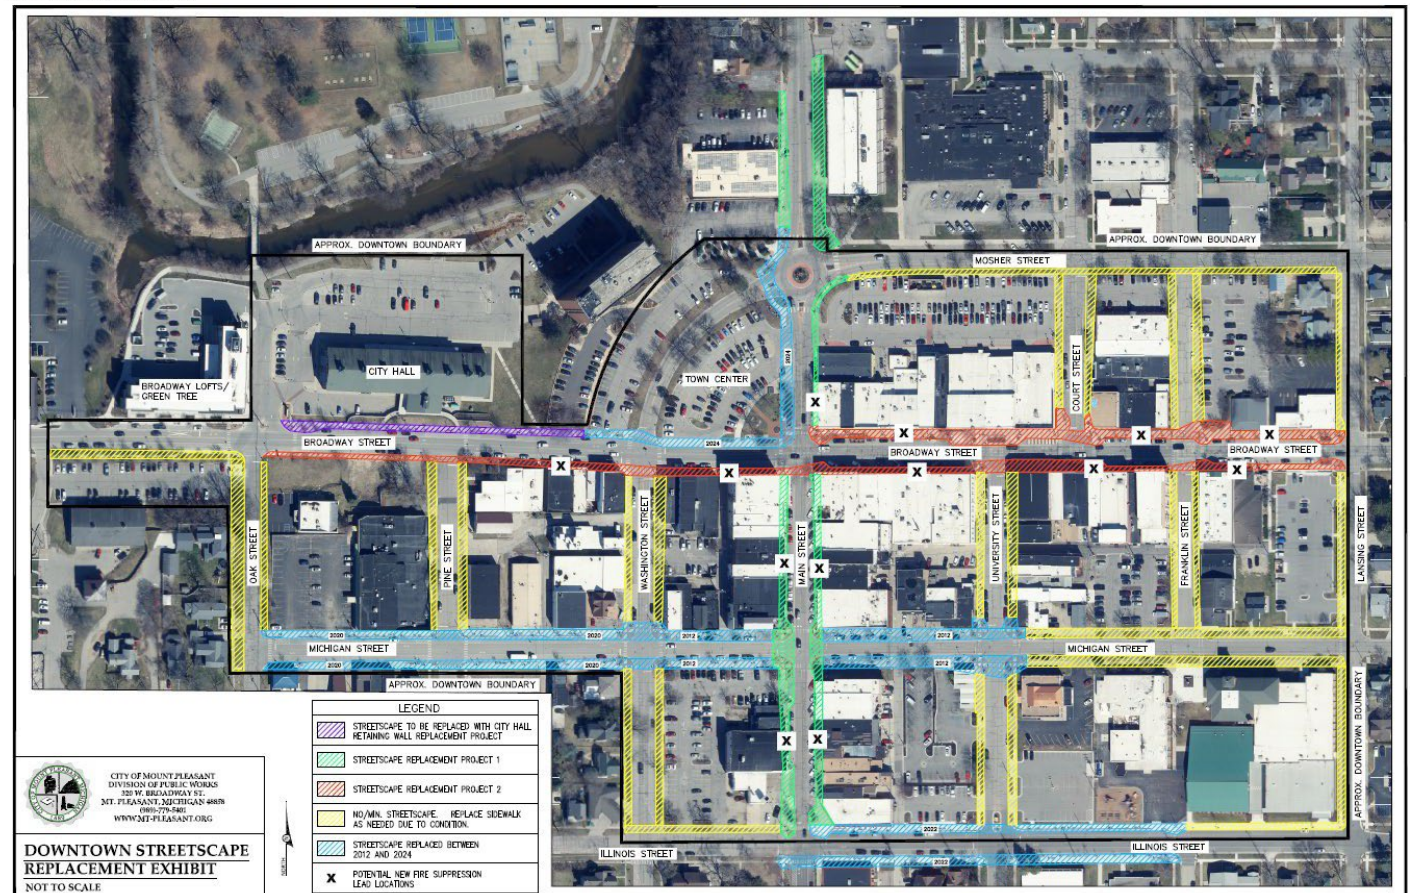 APPROX. DOWNTOWN BOUNDARY
APPROX. DOWNTOWN BOUNDARY
MOSHER STREET
2024
COURT STREET
TOWN CENTER
CITY HALL
BROADWAY LOFTS/
GREEN TREE
X
BROADWAY STREET
2024
X
X
X
BROADWAY STREET
BROADWAY STREET
X
X
X
X
X
OAK STREET
PINE STREET
WASHINGTON STREET
MAIN STREET
UNIVERSITY STREET
FRANKLIN STREET
LANSING STREET
X
X
2020
2020
2012
2012
MICHIGAN STREET
MICHIGAN STREET
2020
2020
2012
2012
APPROX. DOWNTOWN BOUNDARY
APPROX. DOWNTOWN BOUNDARY
X
X
2022
ILLINOIS STREET
ILLINOIS STREET
2022
LEGEND
STREETSCAPE TO BE REPLACED WITH CITY HALL
RETAINING WALL REPLACEMENT PROJECT
STREETSCAPE REPLACEMENT PROJECT 1
STREETSCAPE REPLACEMENT PROJECT 2
NO/MIN. STREETSCAPE. REPLACE SIDEWALK
AS NEEDED DUE TO CONDITION.
STREETSCAPE REPLACED BETWEEN
2012 AND 2024
X POTENTIAL NEW FIRE SUPPRESSION
LEAD LOCATIONS
NORTH
CITY OF MOUNT PLEASANT
DIVISION OF PUBLIC WORKS
320 W. BROADWAY ST.
MT. PLEASANT, MICHIGAN 48858
(989)-779-5401
WWW.MT-PLEASANT.ORG
DOWNTOWN STREETSCAPE
REPLACEMENT EXHIBIT
NOT TO SCALE